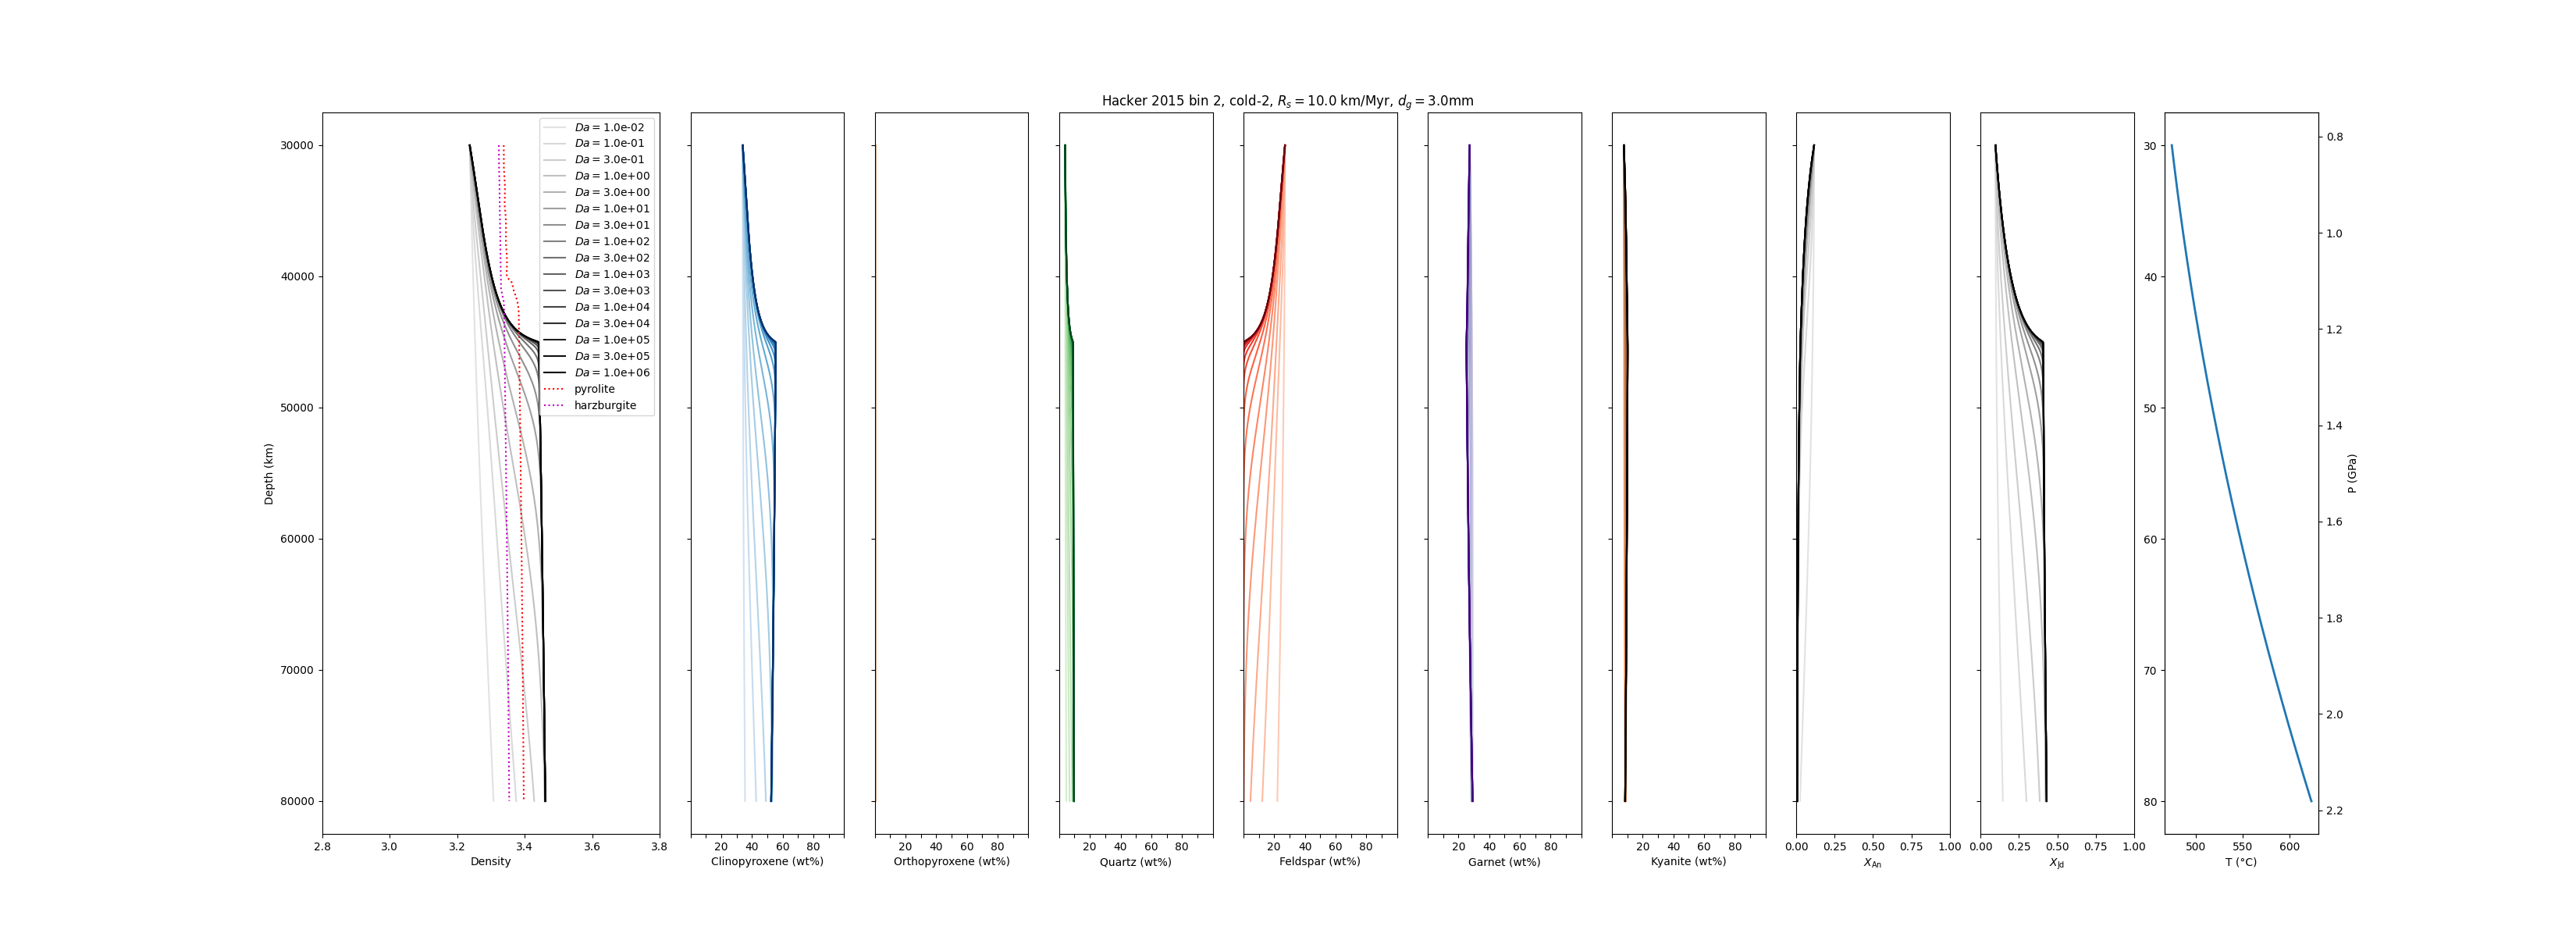 Hacker 2015 bin 2, cold-2, R_s = 10.0 km/Myr, d_g = 3.0mm
Da = 1.0e-02
Da = 1.0e-01
Da = 3.0e-01
Da = 1.0e+00
Da = 3.0e+00
Da = 1.0e+01
Da = 3.0e+01
Da = 1.0e+02
Da = 3.0e+02
Da = 1.0e+03
Da = 3.0e+03
Da = 1.0e+04
Da = 3.0e+04
Da = 1.0e+05
Da = 3.0e+05
Da = 1.0e+06
pyrolite
harzburgite
Depth (km)
30000
40000
50000
60000
70000
80000
2.8 3.0 3.2 3.4 3.6 3.8
Density
20 40 60 80
Clinopyroxene (wt%)
20 40 60 80
Orthopyroxene (wt%)
20 40 60 80
Quartz (wt%)
20 40 60 80
Feldspar (wt%)
20 40 60 80
Garnet (wt%)
20 40 60 80
Kyanite (wt%)
0.00 0.25 0.50 0.75 1.00
X_An
0.00 0.25 0.50 0.75 1.00
X_Jd
30
40
50
60
70
80
500 550 600
T (°C)
0.8
1.0
1.2
1.4
1.6
1.8
2.0
2.2
P (GPa)